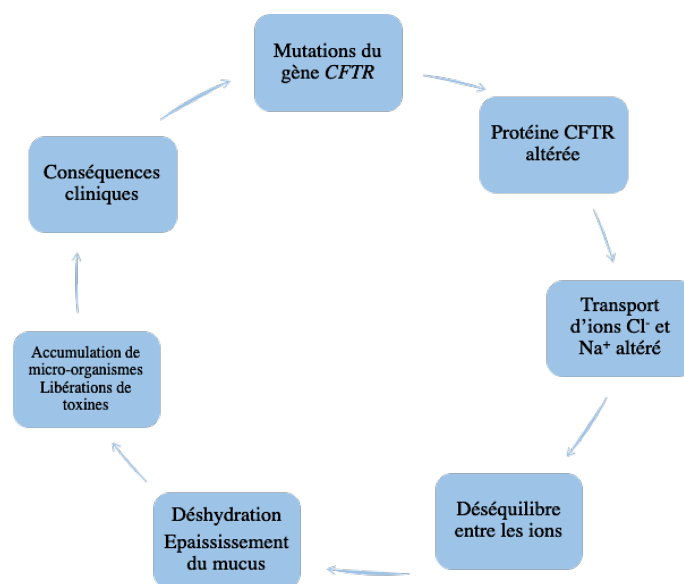 Mutations du
gène CFTR
Protéine CFTR
altérée
Transport
d'ions Cl⁻ et
Na⁺ altéré
Déséquilibre
entre les ions
Déshydration
Epaississement
du mucus
Accumulation de
micro-organismes
Libérations de
toxines
Conséquences
cliniques